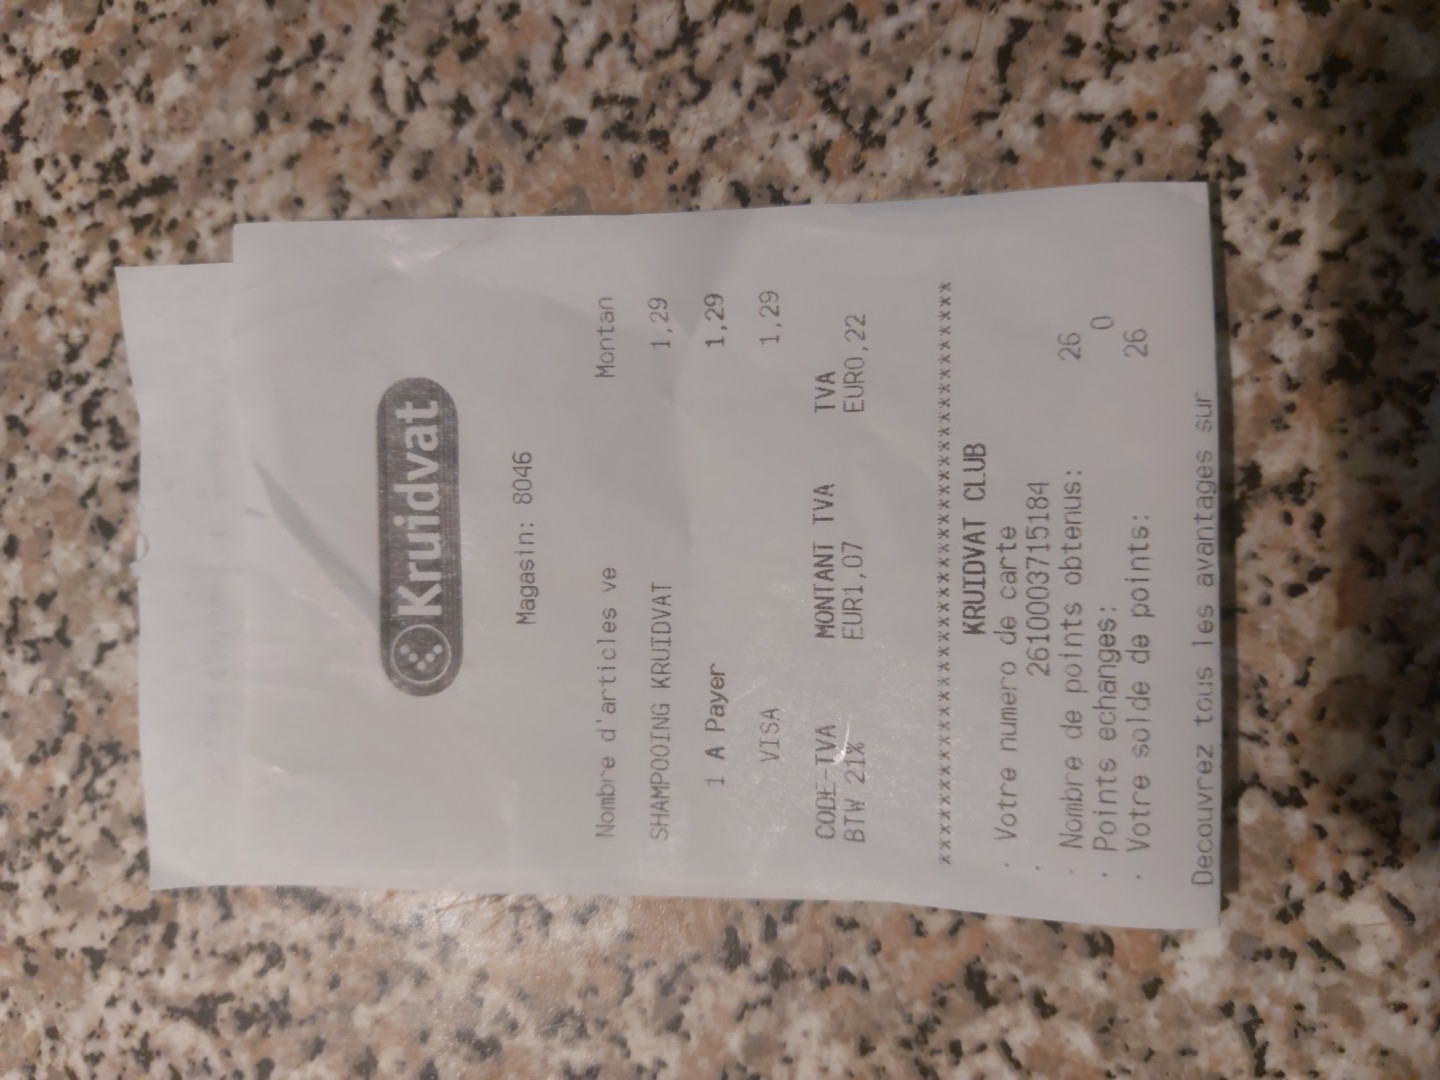 Kruidvat
Magasin: 8046
Nombre d'articles ve Montan
SHAMPOOING KRUIDVAT 1,29
1 A Payer 1,29
VISA 1,29
CODE-TVA MONTANT TVA TVA
BTW 21% EUR1,07 EUR0,22
******************************************
KRUIDVAT CLUB
. Votre numero de carte
. 2610003715184
. Nombre de points obtenus: 26
. Points echanges: 0
. Votre solde de points: 26
Decouvrez tous les avantages sur